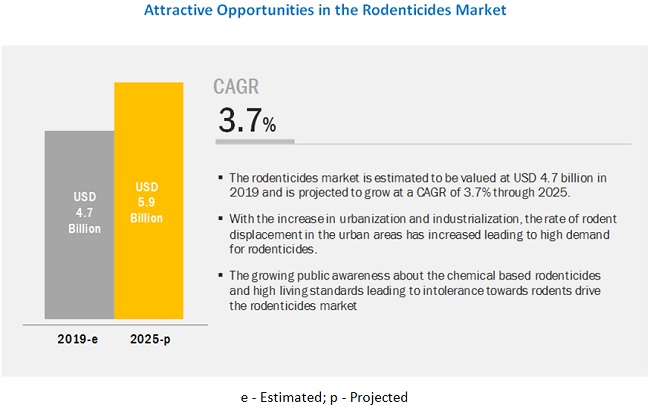 Attractive Opportunities in the Rodenticides Market
CAGR
3.7%
USD
4.7
Billion
USD
5.9
Billion
2019-e
2025-p
▪ The rodenticides market is estimated to be valued at USD 4.7 billion in
2019 and is projected to grow at a CAGR of 3.7% through 2025.
▪ With the increase in urbanization and industrialization, the rate of rodent
displacement in the urban areas has increased leading to high demand
for rodenticides.
▪ The growing public awareness about the chemical based rodenticides
and high living standards leading to intolerance towards rodents drive
the rodenticides market
e - Estimated; p - Projected